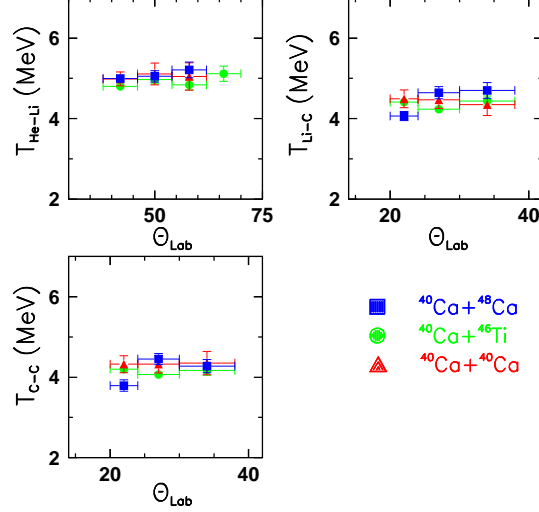 T_He-Li (MeV)
6
4
2
50
75
Θ_Lab
T_Li-C (MeV)
6
4
2
20
40
Θ_Lab
T_C-C (MeV)
6
4
2
20
40
Θ_Lab
⁴⁰Ca+⁴⁸Ca
⁴⁰Ca+⁴⁶Ti
⁴⁰Ca+⁴⁰Ca